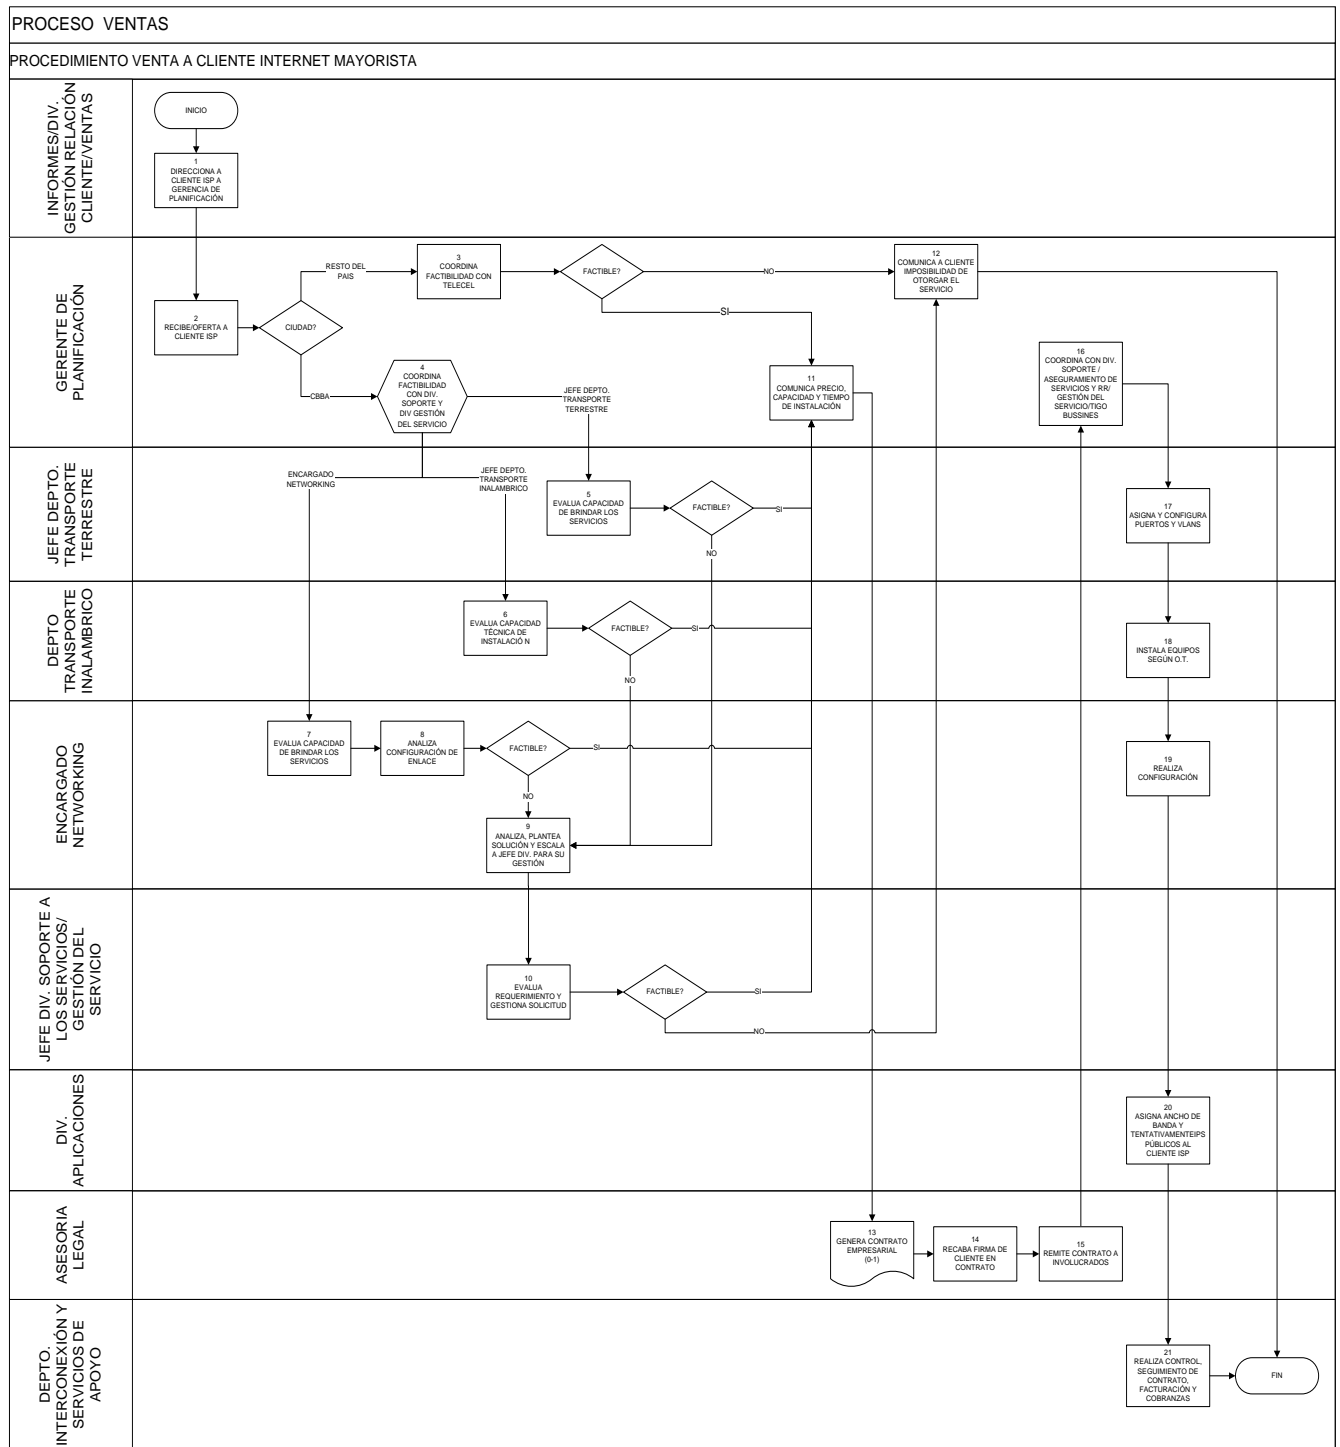 PROCESO VENTAS
PROCEDIMIENTO VENTA A CLIENTE INTERNET MAYORISTA
INFORMES/DIV.
GESTIÓN RELACIÓN
CLIENTE/VENTAS
INICIO
1
DIRECCIONA A
CLIENTE ISP A
GERENCIA DE
PLANIFICACIÓN
GERENTE DE
PLANIFICACIÓN
2
RECIBE/OFERTA A
CLIENTE ISP
CIUDAD?
RESTO DEL
PAIS
3
COORDINA
FACTIBILIDAD CON
TELECEL
FACTIBLE?
NO
SI
12
COMUNICA A CLIENTE
IMPOSIBILIDAD DE
OTORGAR EL
SERVICIO
CBBA
4
COORDINA
FACTIBILIDAD
CON DIV.
SOPORTE Y
DIV GESTIÓN
DEL SERVICIO
JEFE DEPTO.
TRANSPORTE
TERRESTRE
11
COMUNICA PRECIO,
CAPACIDAD Y TIEMPO
DE INSTALACIÓN
16
COORDINA CON DIV.
SOPORTE /
ASEGURAMIENTO DE
SERVICIOS Y RR/
GESTIÓN DEL
SERVICIO/TIGO
BUSSINES
JEFE DEPTO.
TRANSPORTE
TERRESTRE
ENCARGADO
NETWORKING
JEFE DEPTO.
TRANSPORTE
INALAMBRICO
5
EVALUA CAPACIDAD
DE BRINDAR LOS
SERVICIOS
FACTIBLE?
SI
NO
17
ASIGNA Y CONFIGURA
PUERTOS Y VLANS
DEPTO
TRANSPORTE
INALAMBRICO
6
EVALUA CAPACIDAD
TÉCNICA DE
INSTALACIÓ N
FACTIBLE?
SI
NO
18
INSTALA EQUIPOS
SEGÚN O.T.
ENCARGADO
NETWORKING
7
EVALUA CAPACIDAD
DE BRINDAR LOS
SERVICIOS
8
ANALIZA
CONFIGURACIÓN DE
ENLACE
FACTIBLE?
SI
NO
19
REALIZA
CONFIGURACIÓN
9
ANALIZA, PLANTEA
SOLUCIÓN Y ESCALA
A JEFE DIV. PARA SU
GESTIÓN
JEFE DIV. SOPORTE A
LOS SERVICIOS/
GESTIÓN DEL
SERVICIO
10
EVALUA
REQUERIMIENTO Y
GESTIONA SOLICITUD
FACTIBLE?
SI
NO
DIV.
APLICACIONES
20
ASIGNA ANCHO DE
BANDA Y
TENTATIVAMENTEIPS
PÚBLICOS AL
CLIENTE ISP
ASESORIA
LEGAL
13
GENERA CONTRATO
EMPRESARIAL
(0-1)
14
RECABA FIRMA DE
CLIENTE EN
CONTRATO
15
REMITE CONTRATO A
INVOLUCRADOS
DEPTO.
INTERCONEXIÓN Y
SERVICIOS DE
APOYO
21
REALIZA CONTROL,
SEGUIMIENTO DE
CONTRATO,
FACTURACIÓN Y
COBRANZAS
FIN